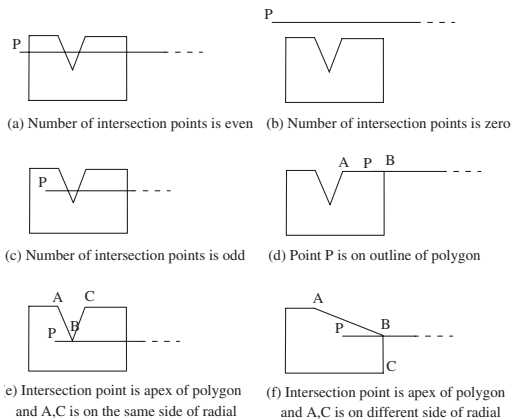 P
P
(a) Number of intersection points is even
(b) Number of intersection points is zero
P
A P B
(c) Number of intersection points is odd
(d) Point P is on outline of polygon
A C
P B
A
P B
C
(e) Intersection point is apex of polygon
and A,C is on the same side of radial
(f) Intersection point is apex of polygon
and A,C is on different side of radial